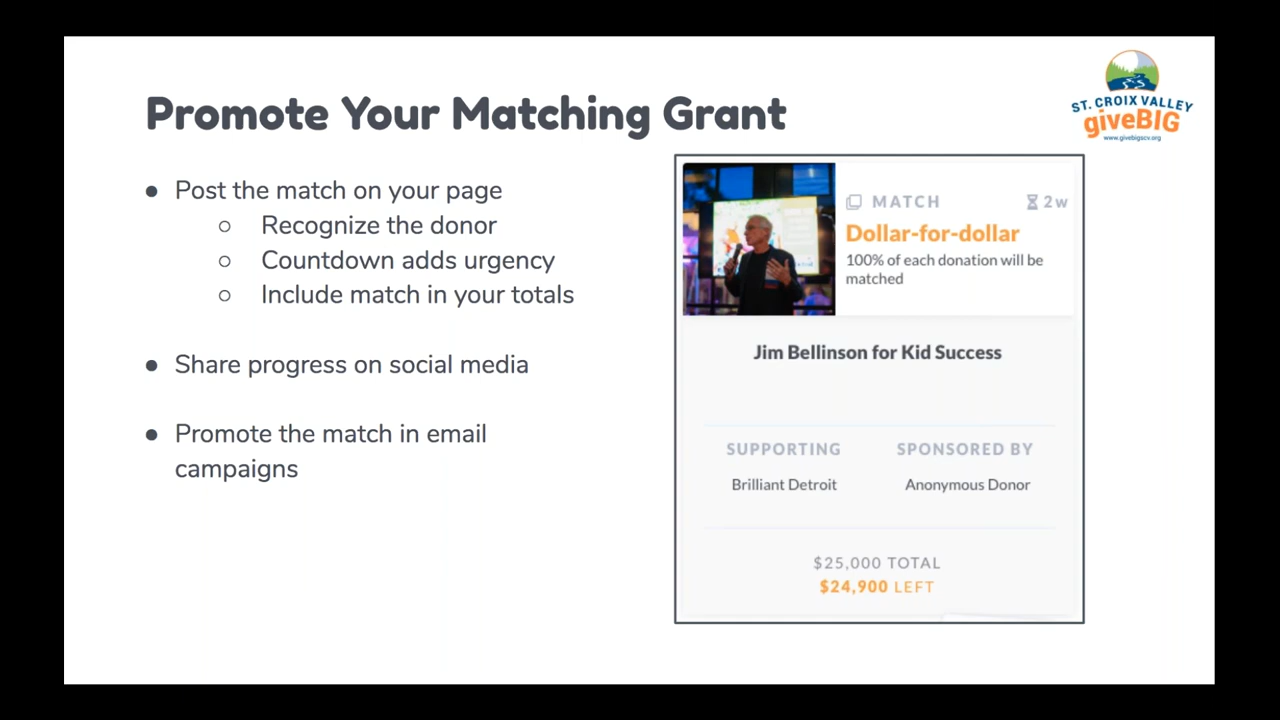 Promote Your Matching Grant
ST. CROIX VALLEY
giveBIG
www.givebigscv.org
● Post the match on your page
○ Recognize the donor
○ Countdown adds urgency
○ Include match in your totals
● Share progress on social media
● Promote the match in email
campaigns
MATCH 2w
Dollar-for-dollar
100% of each donation will be
matched
Jim Bellinson for Kid Success
SUPPORTING SPONSORED BY
Brilliant Detroit Anonymous Donor
$25,000 TOTAL
$24,900 LEFT